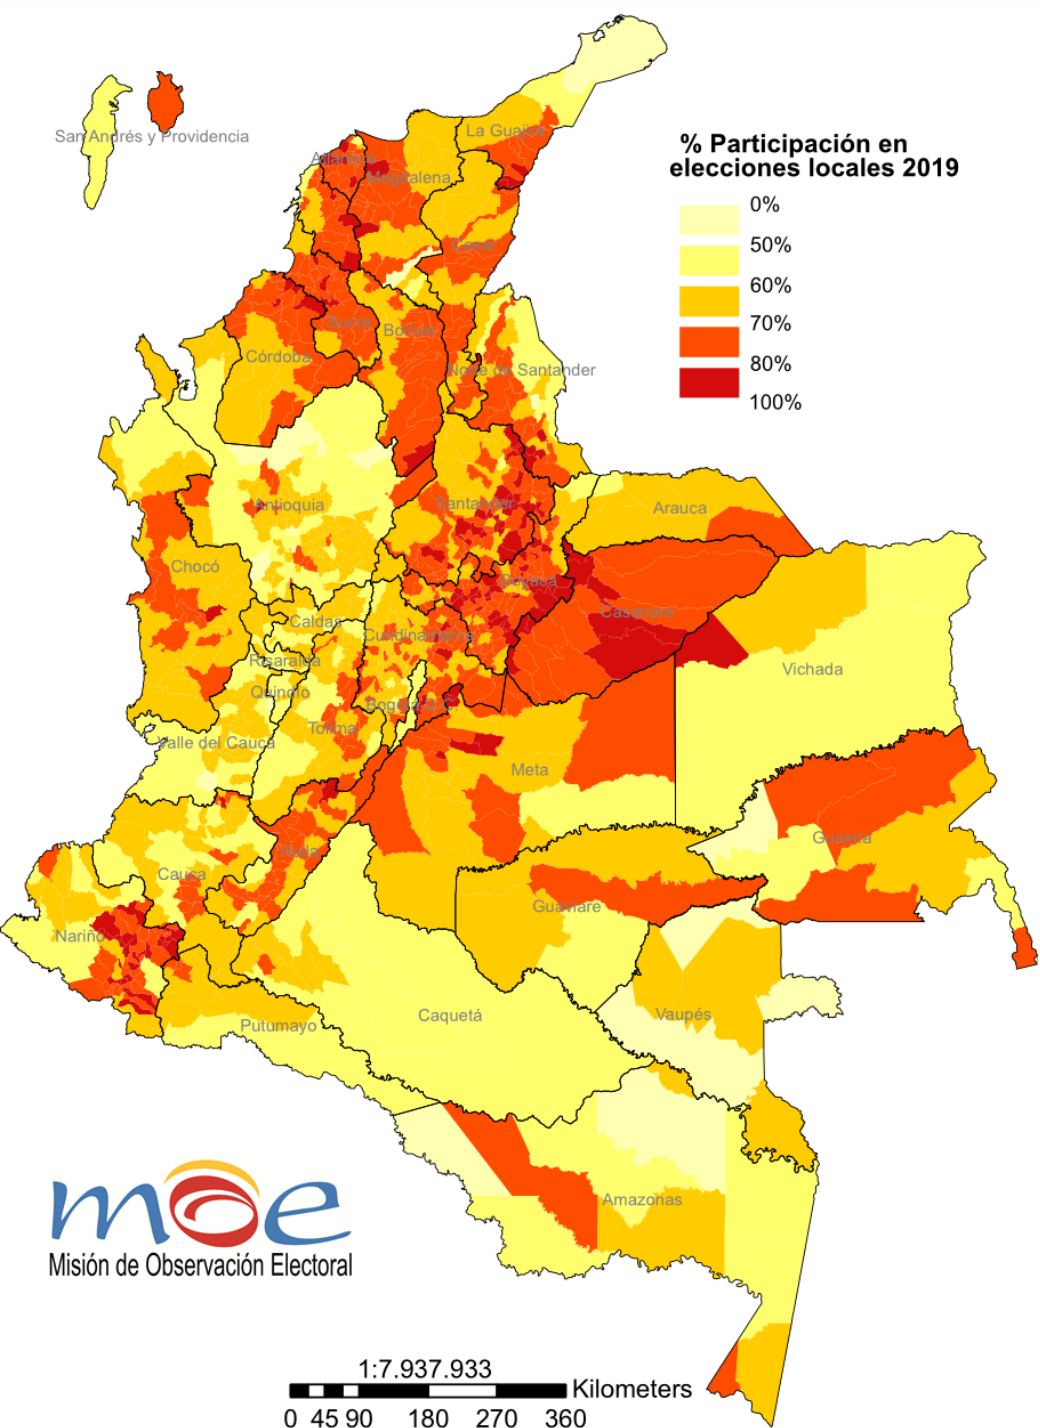 San Andrés y Providencia
La Guajira
Atlántico
Magdalena
Cesar
Sucre
Bolívar
Córdoba
Norte de Santander
Antioquia
Santander
Arauca
Chocó
Boyacá
Casanare
Caldas
Cundinamarca
Risaralda
Vichada
Quindío
Bogotá D.C.
Tolima
Valle del Cauca
Meta
Guainía
Huila
Cauca
Guaviare
Nariño
Vaupés
Caquetá
Putumayo
Amazonas
% Participación en
elecciones locales 2019
0%
50%
60%
70%
80%
100%
moe
Misión de Observación Electoral
1:7.937.933
Kilometers
0 45 90 180 270 360